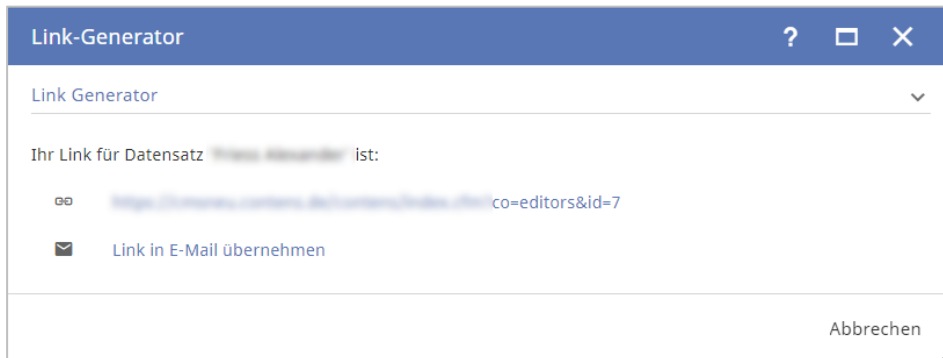 Link-Generator ?
Link Generator
Ihr Link für Datensatz ist:
co=editors&id=7
Link in E-Mail übernehmen
Abbrechen